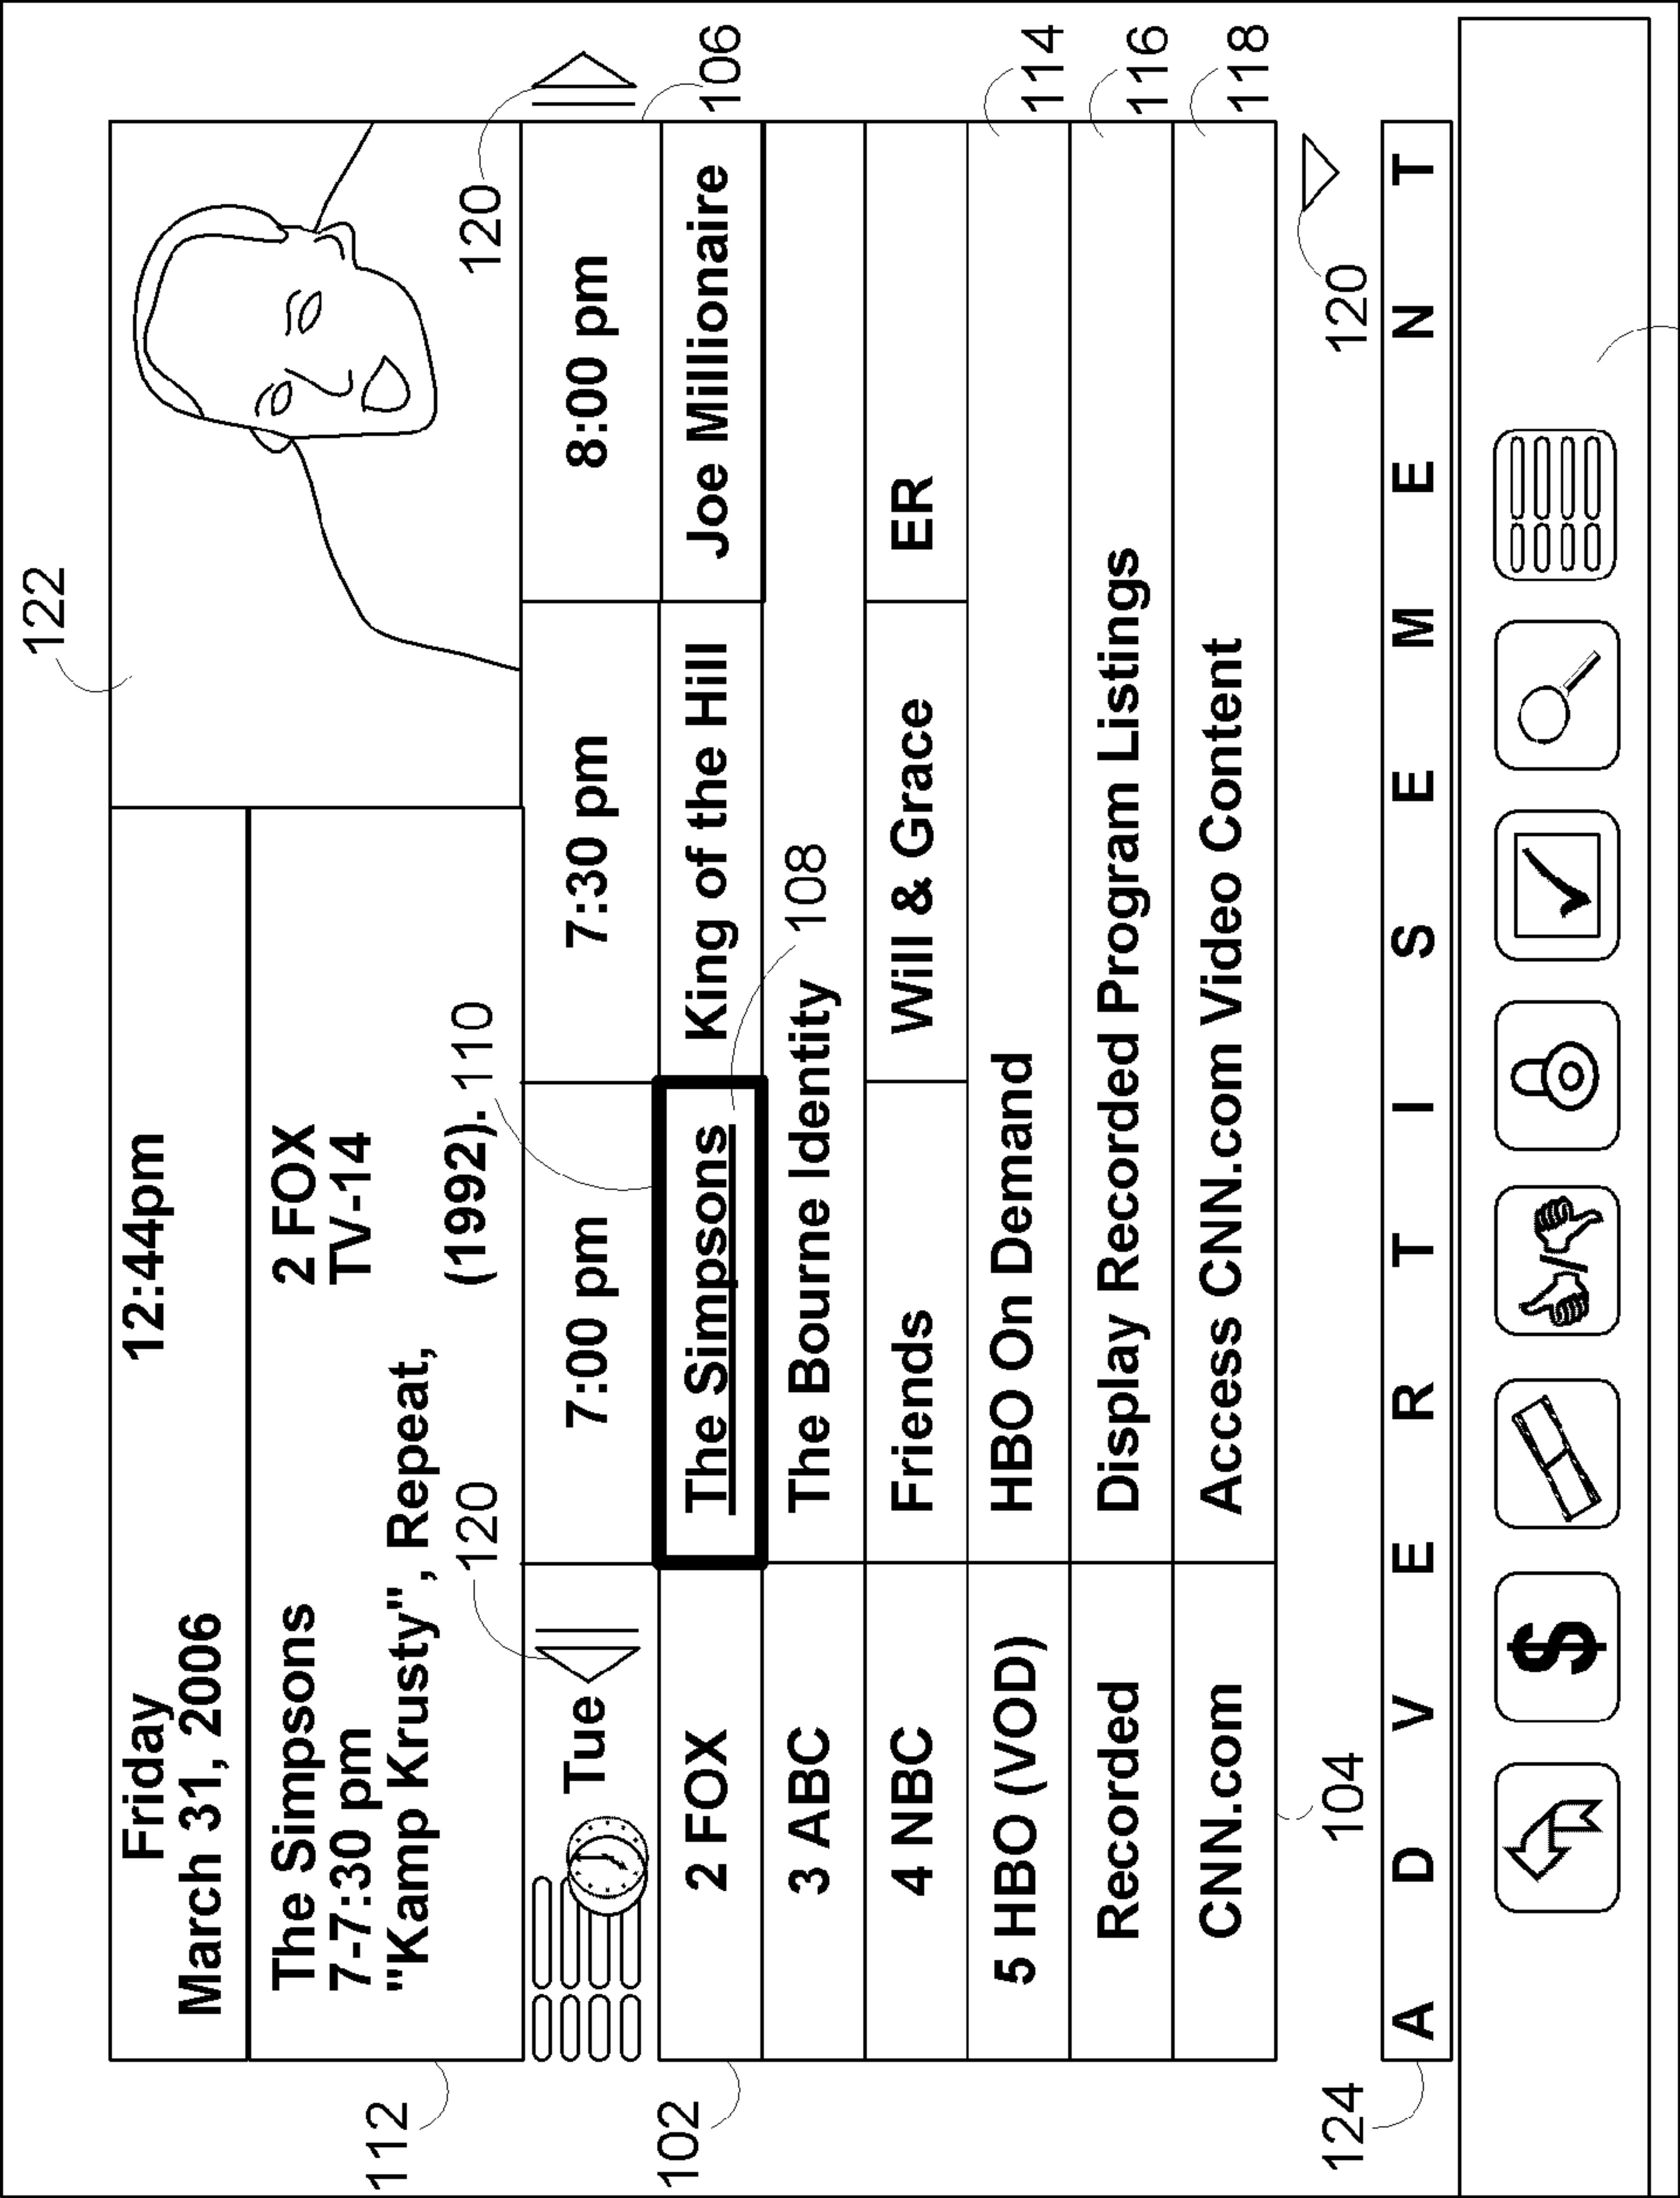 122
Friday 12:44pm
March 31, 2006
The Simpsons 2 FOX
7-7:30 pm TV-14
"Kamp Krusty", Repeat,
(1992).
112
120
110
120
Tue 7:00 pm 7:30 pm 8:00 pm
106
102
2 FOX The Simpsons King of the Hill Joe Millionaire
108
3 ABC The Bourne Identity
4 NBC Friends Will & Grace ER
5 HBO (VOD) HBO On Demand
114
Recorded Display Recorded Program Listings
116
CNN.com Access CNN.com Video Content
118
104
120
124
A D V E R T I S E M E N T
$